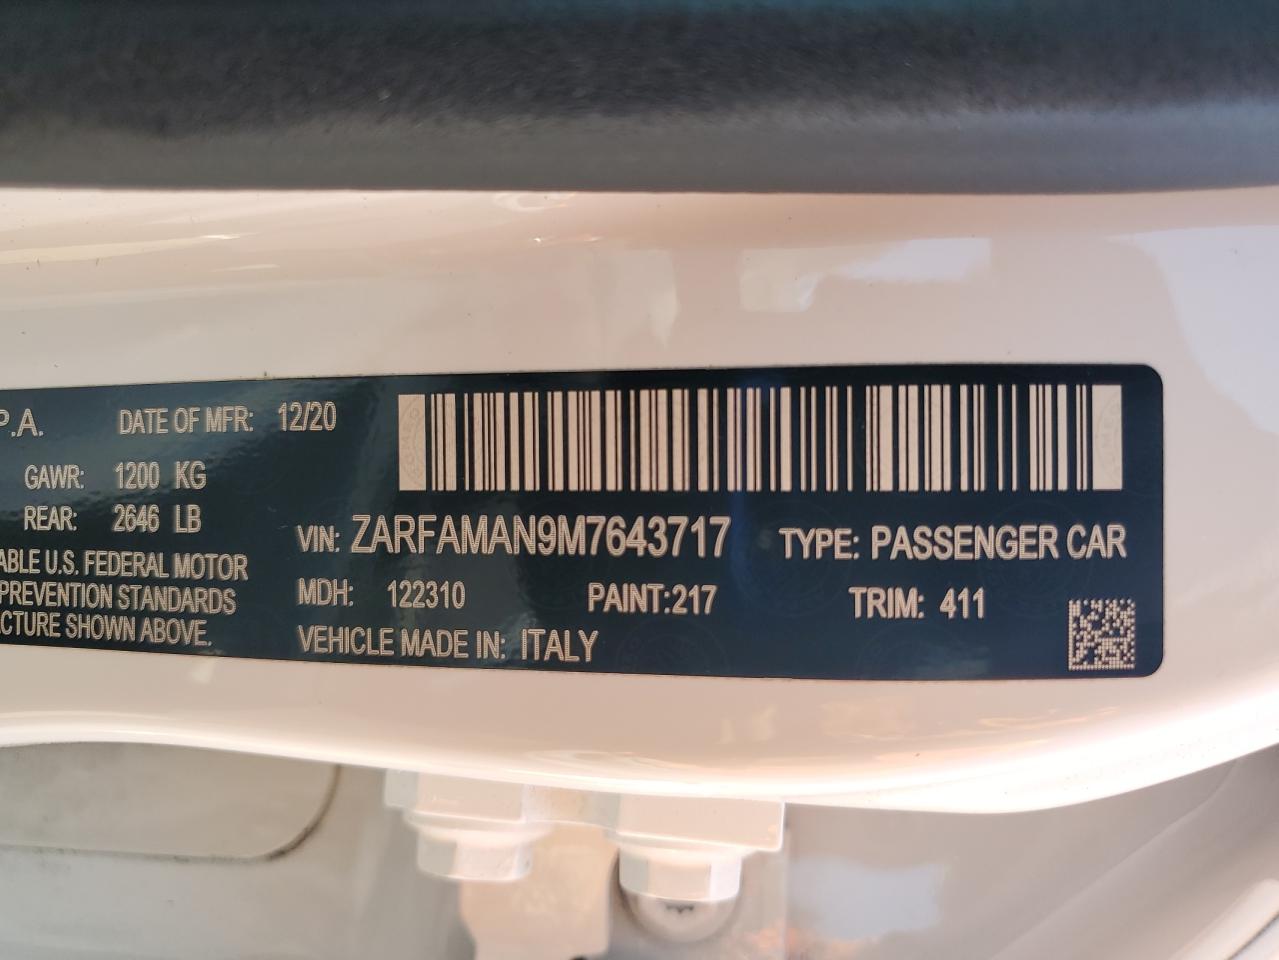 P.A. DATE OF MFR: 12/20
GAWR: 1200 KG
REAR: 2646 LB
VIN: ZARFAMAN9M7643717 TYPE: PASSENGER CAR
ABLE U.S. FEDERAL MOTOR
PREVENTION STANDARDS
CTURE SHOWN ABOVE.
MDH: 122310 PAINT:217 TRIM: 411
VEHICLE MADE IN: ITALY